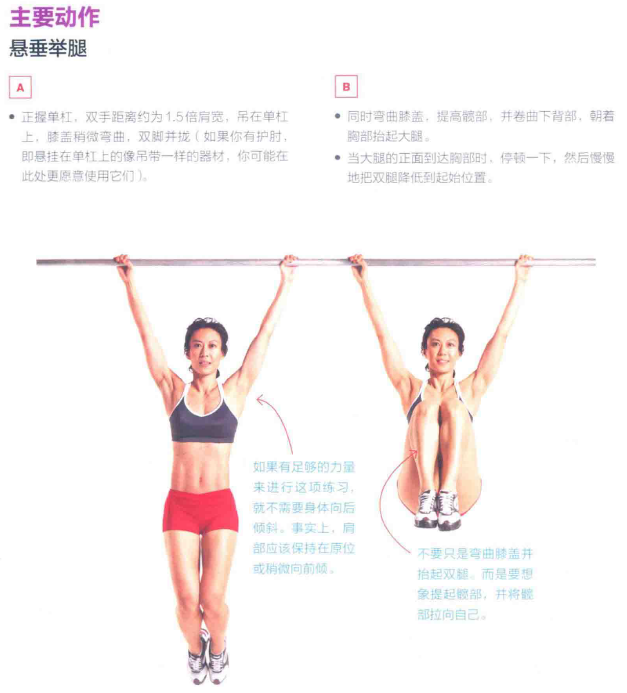 主要动作
悬垂举腿
A
• 正握单杠，双手距离约为1.5倍肩宽，吊在单杠
上，膝盖稍微弯曲，双脚并拢（如果你有护肘，
即悬挂在单杠上的像吊带一样的器材，你可能在
此处更愿意使用它们）。
B
• 同时弯曲膝盖，提高髋部，并卷曲下背部，朝着
胸部抬起大腿。
• 当大腿的正面到达胸部时，停顿一下，然后慢慢
地把双腿降低到起始位置。
如果有足够的力量
来进行这项练习，
就不需要身体向后
倾斜。事实上，肩
部应该保持在原位
或稍微向前倾。
不要只是弯曲膝盖并
抬起双腿，而是要想
象提起髋部，并将髋
部拉向自己。